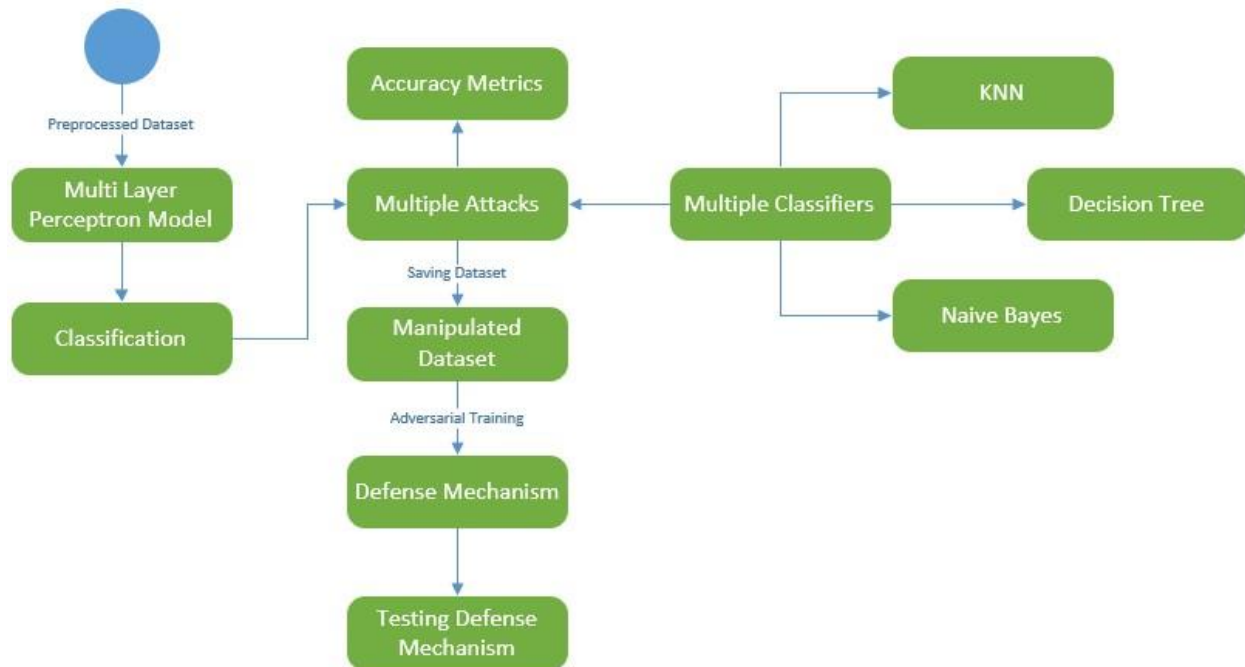 Preprocessed Dataset
Multi Layer
Perceptron Model
Classification
Accuracy Metrics
Multiple Attacks
Saving Dataset
Manipulated
Dataset
Adversarial Training
Defense Mechanism
Testing Defense
Mechanism
Multiple Classifiers
KNN
Decision Tree
Naive Bayes